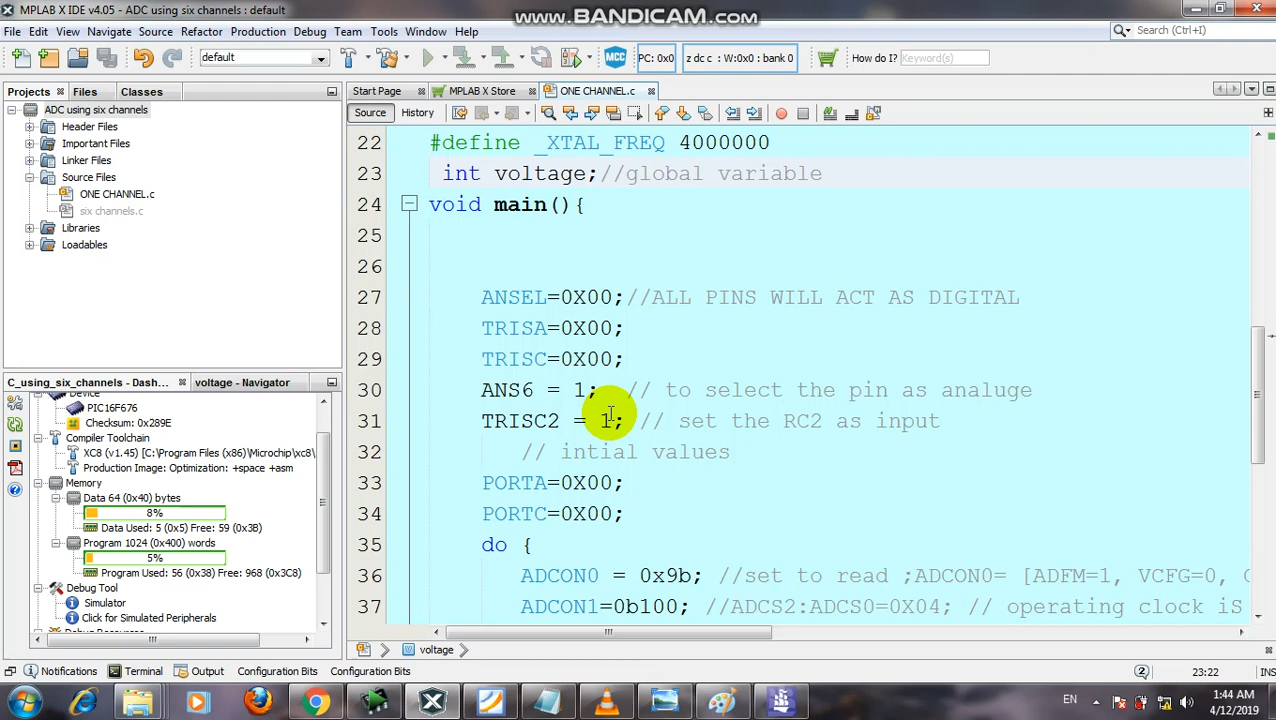 MPLAB X IDE v4.05 - ADC using six channels : default
www.BANDICAM.com
File Edit View Navigate Source Refactor Production Debug Team Tools Window Help
Search (Ctrl+I)
default
MCC
PC: 0x0
z dc c : W:0x0 : bank 0
How do I?
Keyword(s)
Projects
Files
Classes
ADC using six channels
Header Files
Important Files
Linker Files
Source Files
ONE CHANNEL.c
six channels.c
Libraries
Loadables
Start Page
MPLAB X Store
ONE CHANNEL.c
Source
History
22 #define _XTAL_FREQ 4000000
23 int voltage;//global variable
24 void main(){
25
26
27 ANSEL=0X00;//ALL PINS WILL ACT AS DIGITAL
28 TRISA=0X00;
29 TRISC=0X00;
30 ANS6 = 1; // to select the pin as analuge
31 TRISC2 = 1; // set the RC2 as input
32 // intial values
33 PORTA=0X00;
34 PORTC=0X00;
35 do {
36 ADCON0 = 0x9b; //set to read ;ADCON0= [ADFM=1, VCFG=0, C
37 ADCON1=0b100; //ADCS2:ADCS0=0X04; // operating clock is
C_using_six_channels - Dash...
voltage - Navigator
Device
PIC16F676
Checksum: 0x289E
Compiler Toolchain
XC8 (v1.45) [C:\Program Files (x86)\Microchip\xc8\
Production Image: Optimization: +space +asm
Memory
Data 64 (0x40) bytes
8%
Data Used: 5 (0x5) Free: 59 (0x3B)
Program 1024 (0x400) words
5%
Program Used: 56 (0x38) Free: 968 (0x3C8)
Debug Tool
Simulator
Click for Simulated Peripherals
voltage
Notifications
Terminal
Output
Configuration Bits
Configuration Bits
2
23:22
INS
EN
1:44 AM
4/12/2019